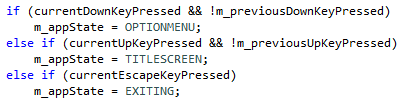 if (currentDownKeyPressed && !m_previousDownKeyPressed)
    m_appState = OPTIONMENU;
else if (currentUpKeyPressed && !m_previousUpKeyPressed)
    m_appState = TITLESCREEN;
else if (currentEscapeKeyPressed)
    m_appState = EXITING;